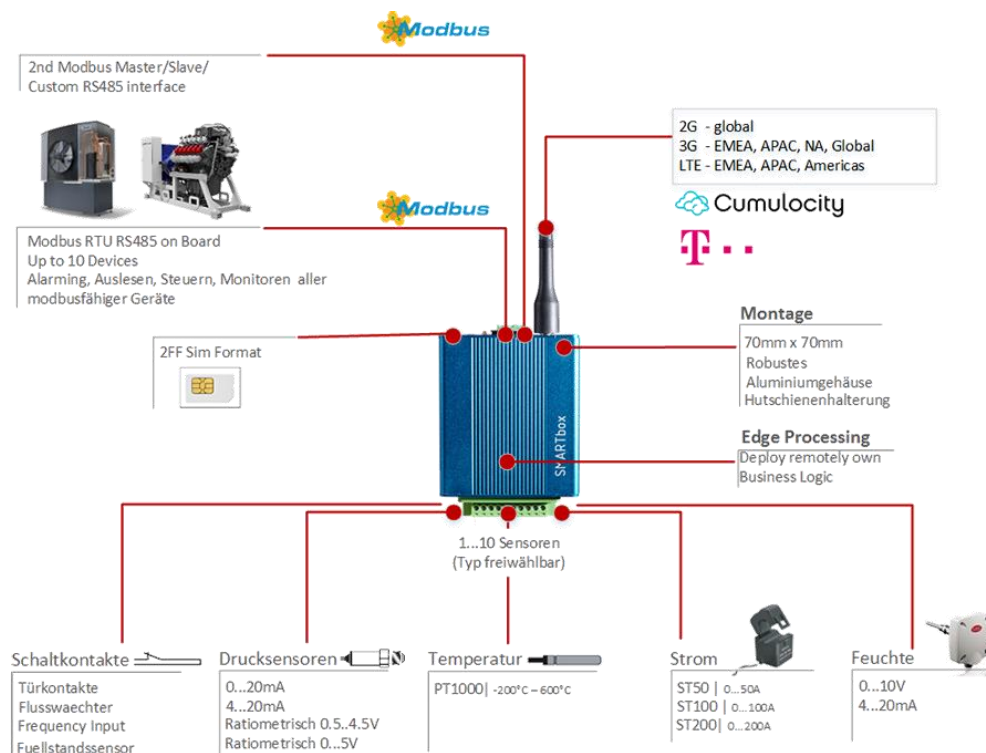 Modbus
2nd Modbus Master/Slave/
Custom RS485 interface
2G - global
3G - EMEA, APAC, NA, Global
LTE - EMEA, APAC, Americas
Cumulocity
T
Modbus
Modbus RTU RS485 on Board
Up to 10 Devices
Alarming, Auslesen, Steuern, Monitoren aller
modbusfähiger Geräte
2FF Sim Format
Montage
70mm x 70mm
Robustes
Aluminiumgehäuse
Hutschienenhalterung
Edge Processing
Deploy remotely own
Business Logic
SMARTbox
1...10 Sensoren
(Typ freiwählbar)
Schaltkontakte
Türkontakte
Flusswaechter
Frequency Input
Fuellstandssensor
Drucksensoren
0...20mA
4...20mA
Ratiometrisch 0.5..4.5V
Ratiometrisch 0...5V
Temperatur
PT1000| -200°C – 600°C
Strom
ST50 | 0...50A
ST100 | 0...100A
ST200| 0...200A
Feuchte
0...10V
4...20mA